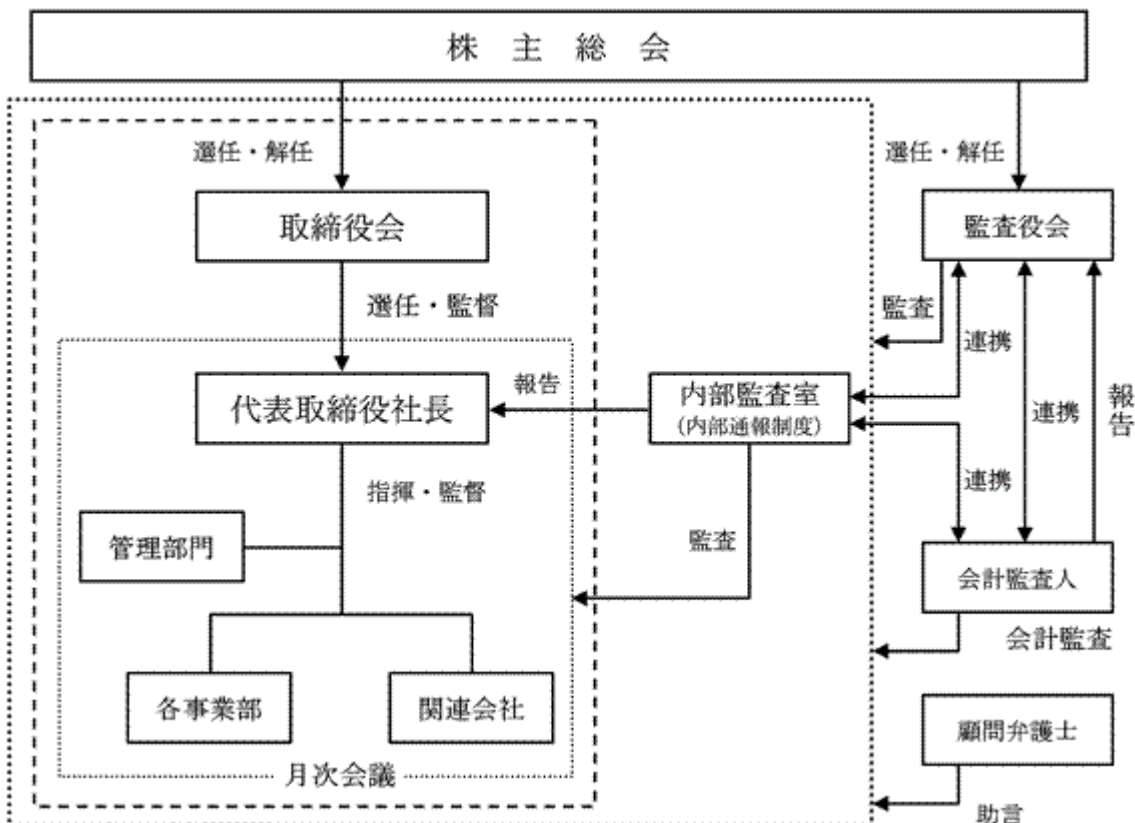 株主総会
選任・解任
選任・解任
取締役会
監査役会
選任・監督
監査
連携
報告
代表取締役社長
報告
内部監査室
(内部通報制度)
連携
指揮・監督
連携
監査
管理部門
会計監査人
会計監査
各事業部
関連会社
顧問弁護士
月次会議
助言